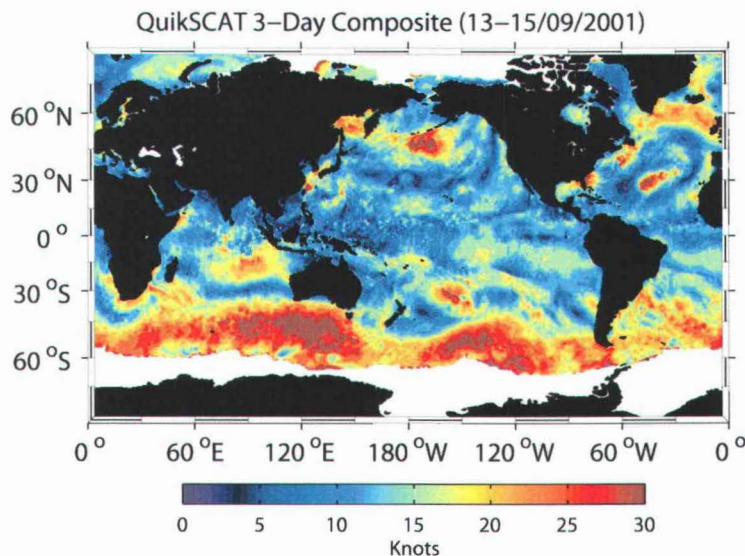 QuikSCAT 3–Day Composite (13–15/09/2001)
60 °N
30 °N
0 °
30 °S
60 °S
0 °
60 °E
120 °E
180 °W
120 °W
60 °W
0 °
0
5
10
15
20
25
30
Knots